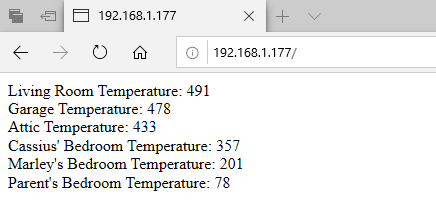 192.168.1.177
192.168.1.177/
Living Room Temperature: 491
Garage Temperature: 478
Attic Temperature: 433
Cassius' Bedroom Temperature: 357
Marley's Bedroom Temperature: 201
Parent's Bedroom Temperature: 78